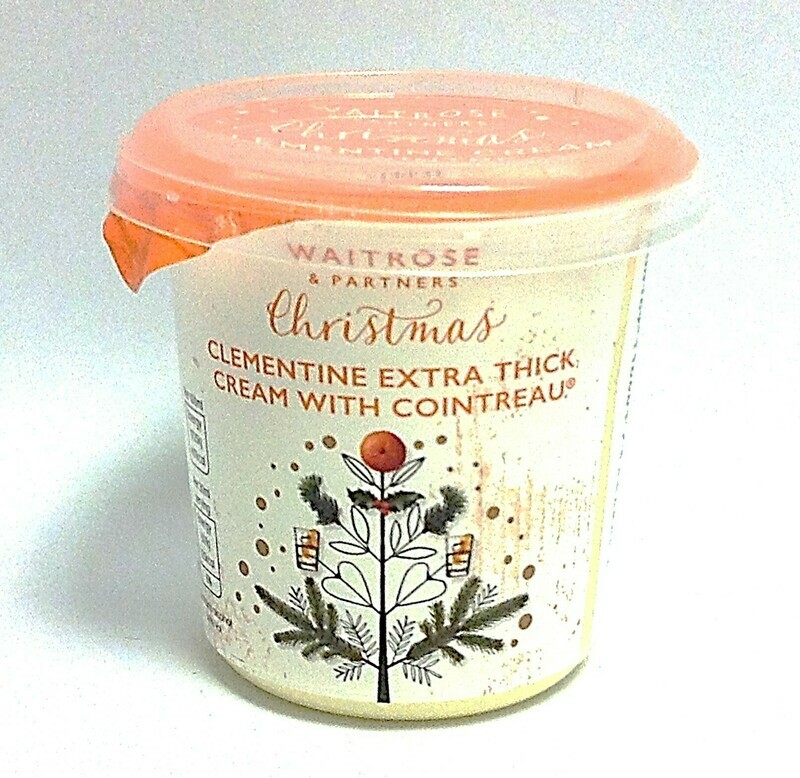 WAITROSE
Christmas
CLEMENTINE CREAM
WAITROSE
& PARTNERS
Christmas
CLEMENTINE EXTRA THICK
CREAM WITH COINTREAU®